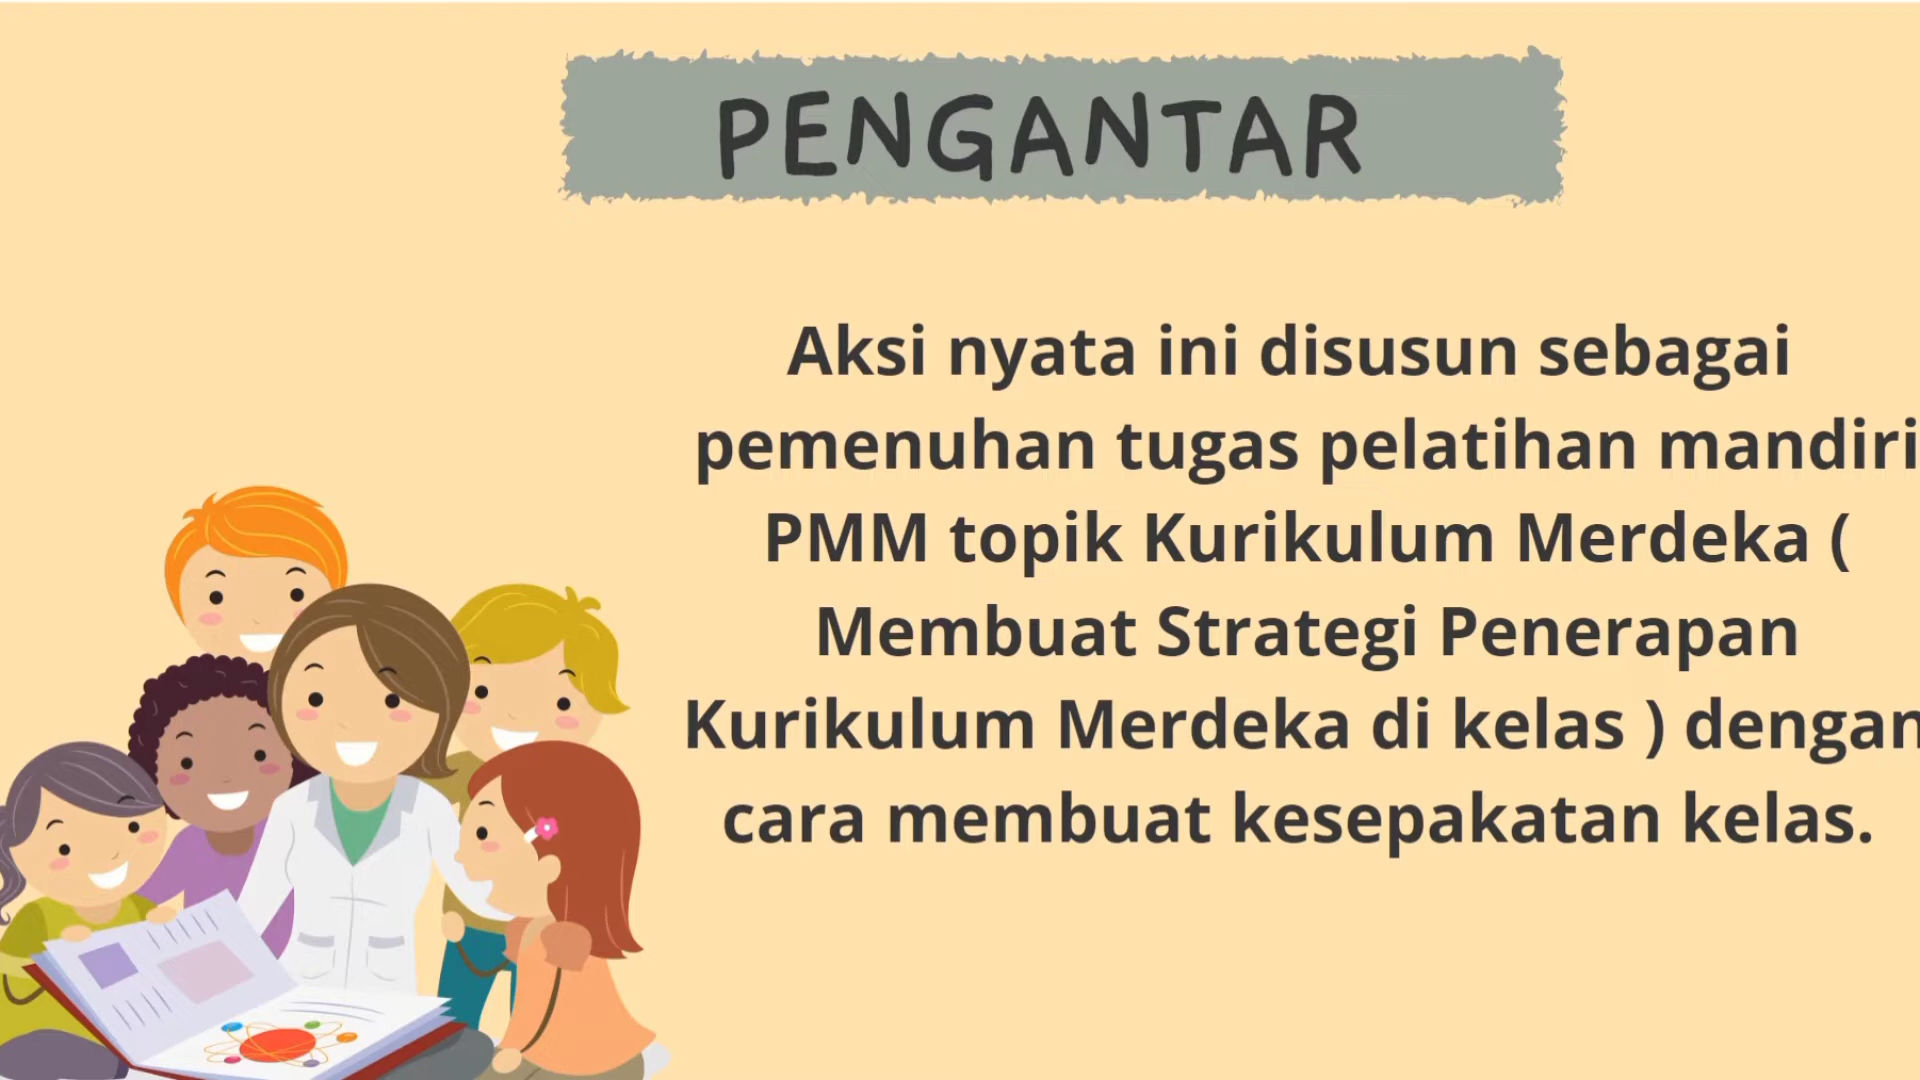 PENGANTAR
Aksi nyata ini disusun sebagai
pemenuhan tugas pelatihan mandiri
PMM topik Kurikulum Merdeka (
Membuat Strategi Penerapan
Kurikulum Merdeka di kelas ) dengan
cara membuat kesepakatan kelas.